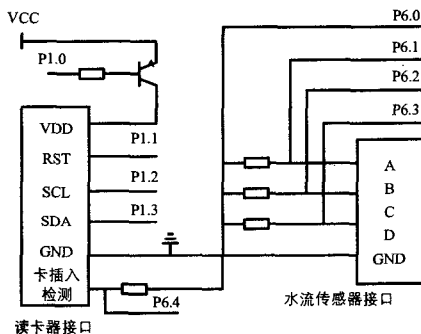 VCC
P1.0
P6.0
P6.1
P6.2
P6.3
VDD
RST
P1.1
SCL
P1.2
SDA
P1.3
GND
卡插入
检测
P6.4
读卡器接口
A
B
C
D
GND
水流传感器接口